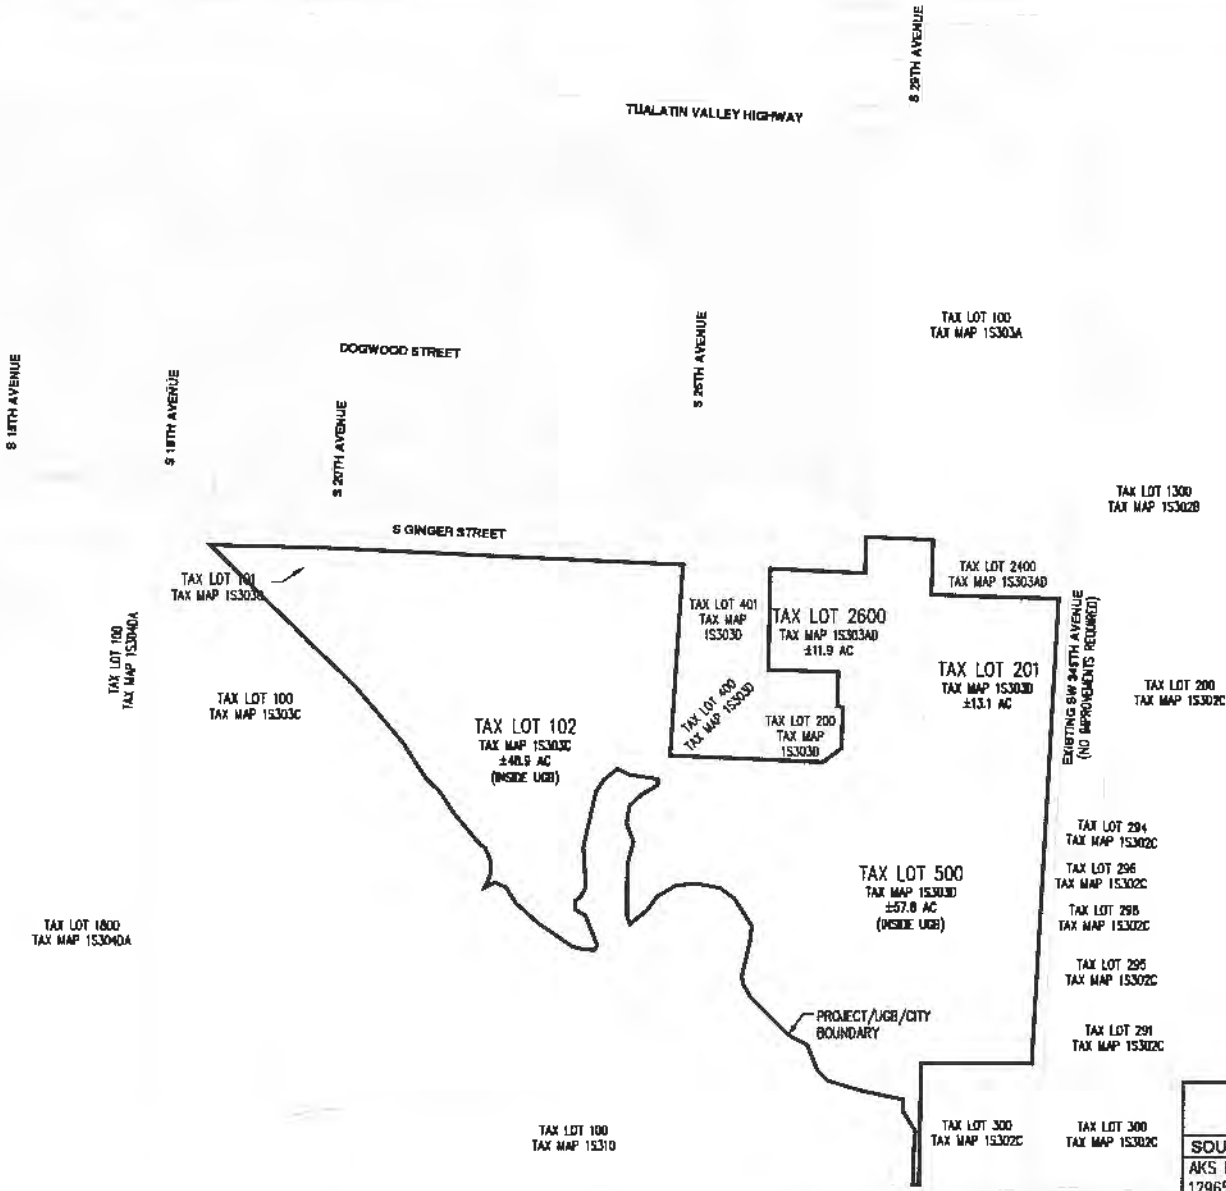 S 29TH AVENUE
TUALATIN VALLEY HIGHWAY
TAX LOT 100
TAX MAP 1S303A
S 26TH AVENUE
DOGWOOD STREET
AVENUE
AVENUE
S 20TH AVENUE
TAX LOT 1300
TAX MAP 1S302B
S GINGER STREET
TAX LOT 2400
TAX MAP 1S303AD
TAX LOT 101
TAX MAP
TAX LOT 401
TAX MAP
1S303D
TAX LOT 2600
TAX MAP 1S303AD
±11.9 AC
EXISTING SW 345TH AVENUE
(NO IMPROVEMENTS REQUIRED)
TAX LOT 100
TAX MAP 1S304DA
TAX LOT 201
TAX MAP 1S303D
±13.1 AC
TAX LOT 200
TAX MAP 1S302C
TAX LOT 100
TAX MAP 1S303C
TAX LOT 400
TAX MAP 1S303D
TAX LOT 200
TAX MAP
1S303D
TAX LOT 102
TAX MAP 1S303C
±48.9 AC
(INSIDE UGB)
TAX LOT 294
TAX MAP 1S302C
TAX LOT 296
TAX MAP 1S302C
TAX LOT 500
TAX MAP 1S303D
±57.8 AC
(INSIDE UGB)
TAX LOT
TAX MAP 1S302C
TAX LOT 1800
TAX MAP 1S304DA
TAX LOT 295
TAX MAP 1S302C
PROJECT/UGB/CITY
BOUNDARY
TAX LOT 291
TAX MAP 1S302C
TAX LOT 100
TAX MAP 1S310
TAX LOT 300
TAX MAP 1S302C
TAX LOT 300
TAX MAP 1S302C
SOU
AKS